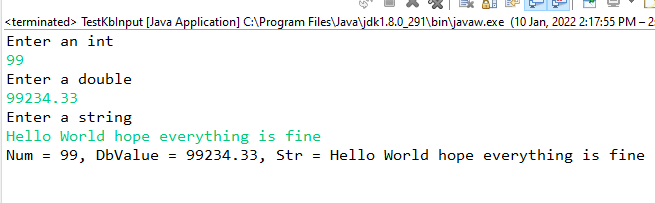 <terminated> TestKbInput [Java Application] C:\Program Files\Java\jdk1.8.0_291\bin\javaw.exe (10 Jan, 2022 2:17:55 PM – 2
Enter an int
99
Enter a double
99234.33
Enter a string
Hello World hope everything is fine
Num = 99, DbValue = 99234.33, Str = Hello World hope everything is fine